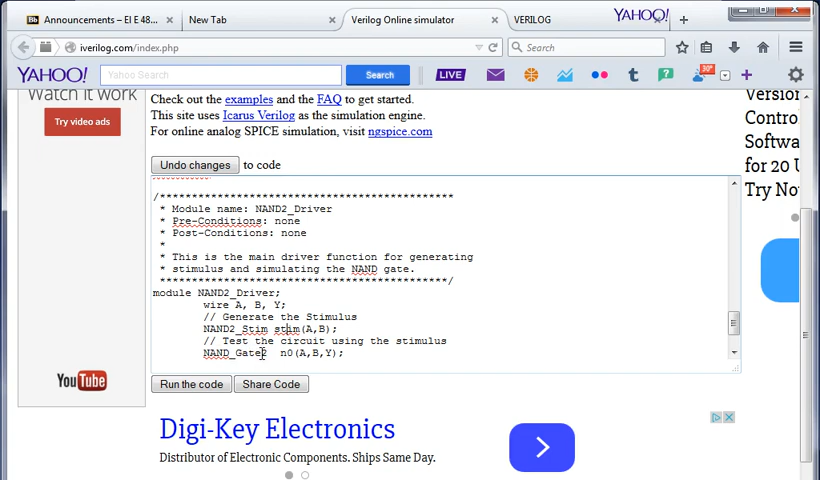 Announcements – EI E 48...
New Tab
Verilog Online simulator
VERILOG
YAHOO!
iverilog.com/index.php
Search
YAHOO!
Yahoo Search
Search
LIVE
30°
Watch it work
Try video ads
YouTube
Check out the examples and the FAQ to get started.
This site uses Icarus Verilog as the simulation engine.
For online analog SPICE simulation, visit ngspice.com
Undo changes to code
/*********************************************
* Module name: NAND2_Driver
* Pre-Conditions: none
* Post-Conditions: none
*
* This is the main driver function for generating
* stimulus and simulating the NAND gate.
*********************************************/
module NAND2_Driver;
wire A, B, Y;
// Generate the Stimulus
NAND2_Stim stim(A,B);
// Test the circuit using the stimulus
NAND_Gate2 n0(A,B,Y);
Run the code
Share Code
Version
Control
Softwa
for 20 U
Try No
Digi-Key Electronics
Distributor of Electronic Components. Ships Same Day.